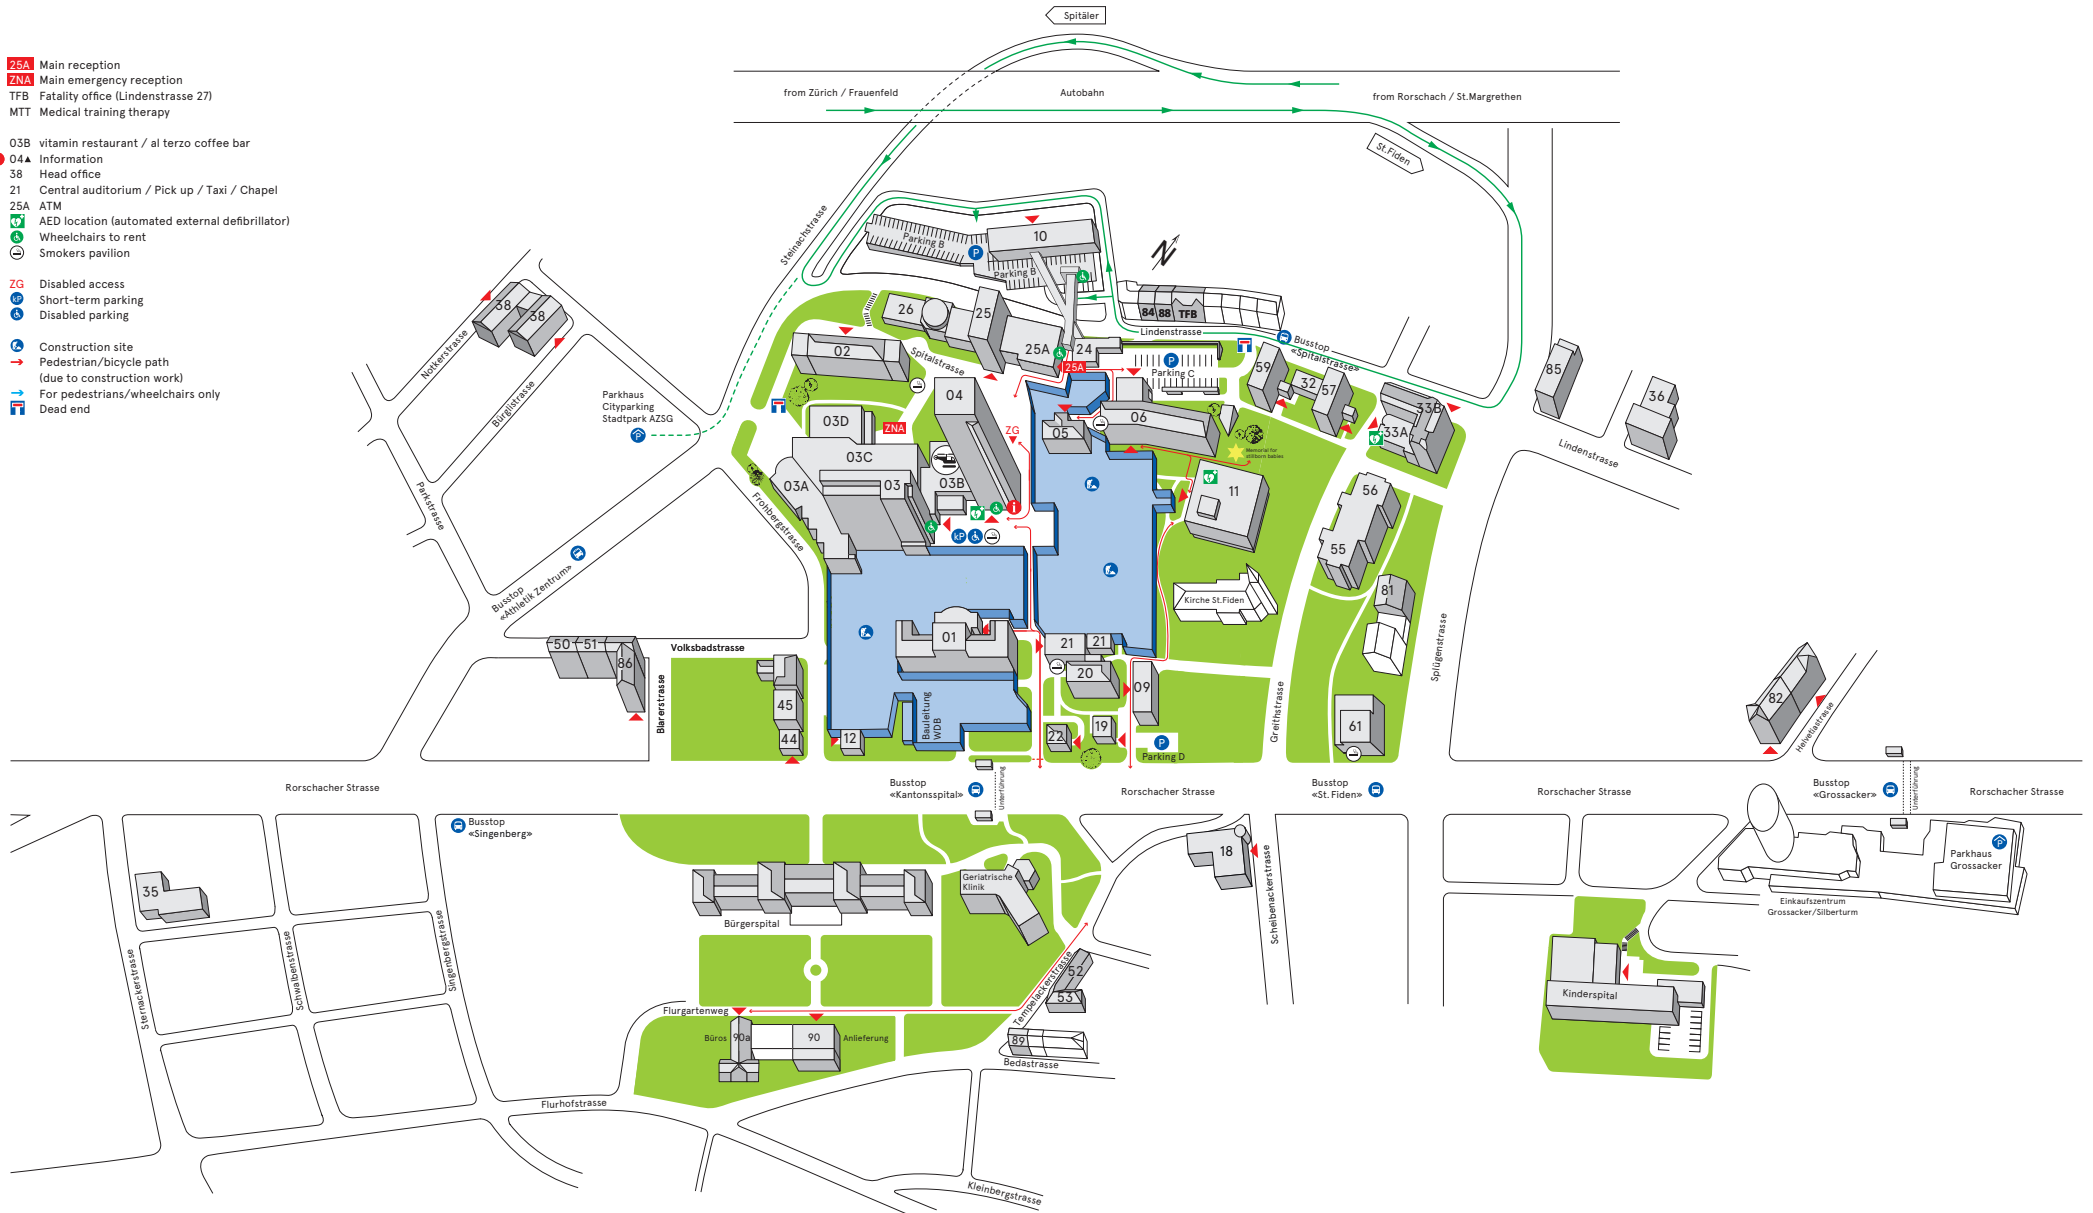 Spitäler
25A Main reception
ZNA Main emergency reception
TFB Fatality office (Lindenstrasse 27)
MTT Medical training therapy
03B vitamin restaurant / al terzo coffee bar
04▲ Information
38 Head office
21 Central auditorium / Pick up / Taxi / Chapel
25A ATM
AED location (automated external defibrillator)
Wheelchairs to rent
Smokers pavilion
ZG Disabled access
kP Short-term parking
Disabled parking
Construction site
Pedestrian/bicycle path
(due to construction work)
For pedestrians/wheelchairs only
Dead end
from Zürich / Frauenfeld
Autobahn
from Rorschach / St.Margrethen
St.Fiden
Steinachstrasse
Parking B
P
10
Parking B
N
38
38
Notkerstrasse
Bürglistrasse
Parkstrasse
Parkhaus
Cityparking
Stadtpark AZSG
P
26
25
25A
24
02
Spitalstrasse
84
88
TFB
Lindenstrasse
Busstop
«Spitalstrasse»
25A
P
Parking C
59
32
57
33B
33A
85
36
Lindenstrasse
04
03D
ZNA
ZG
03C
03A
03
03B
05
06
Memorial for
stillborn babies
11
i
kP
Frohbergstrasse
Busstop
«Athletik Zentrum»
56
55
81
Kirche St.Fiden
50
51
86
Volksbadstrasse
Blarerstrasse
45
44
12
01
Bauleitung
WDB
21
21
20
09
22
19
P
Parking D
Greithstrasse
61
Splügenstrasse
82
Helvetiastrasse
Rorschacher Strasse
Busstop
«Kantonsspital»
Unterführung
Rorschacher Strasse
Busstop
«St. Fiden»
Rorschacher Strasse
Busstop
«Grossacker»
Unterführung
Rorschacher Strasse
Busstop
«Singenberg»
35
Sternackerstrasse
Schwalbenstrasse
Singenbergstrasse
Bürgerspital
Geriatrische
Klinik
18
Scheibenackerstrasse
P
Parkhaus
Grossacker
Einkaufszentrum
Grossacker/Silberturm
Kinderspital
52
53
Tempelackerstrasse
Flurgartenweg
Büros
90a
90
Anlieferung
89
Bedastrasse
Flurhofstrasse
Kleinbergstrasse